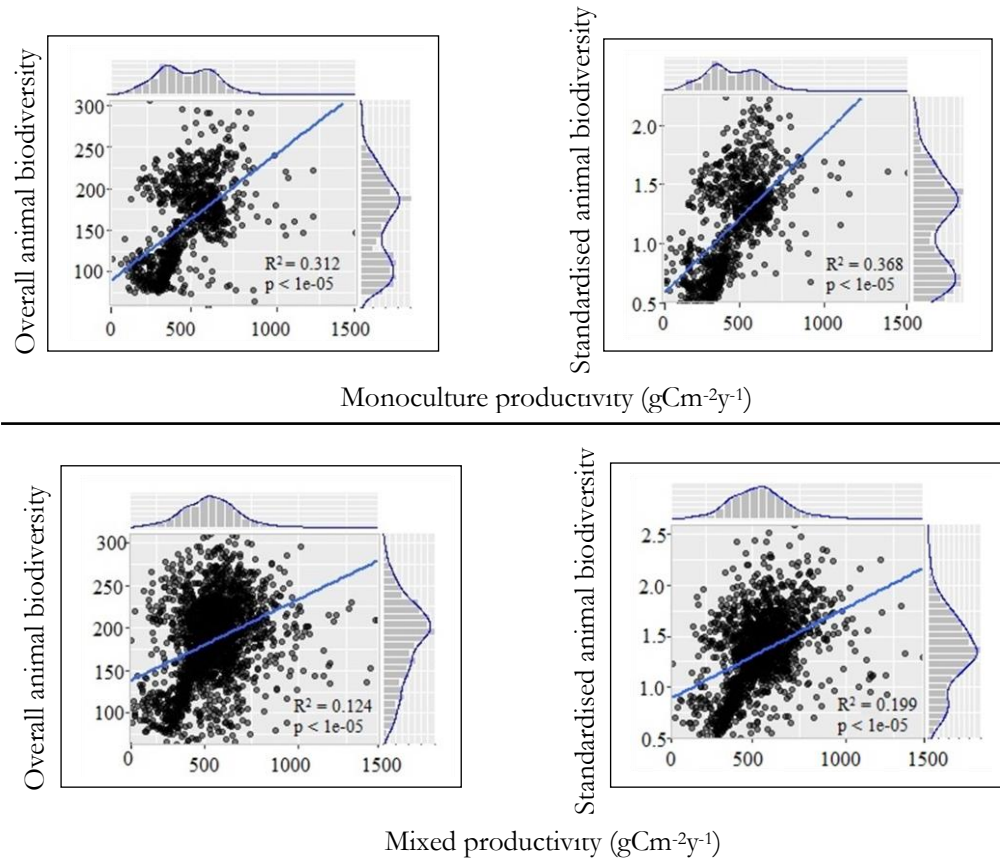 Overall animal biodiversity
300
250
200
150
100
R² = 0.312
p < 1e-05
0 500 1000 1500
Standardised animal biodiversity
2.0
1.5
1.0
0.5
R² = 0.368
p < 1e-05
0 500 1000 1500
Monoculture productivity (gCm-2y-1)
Overall animal biodiversity
300
250
200
150
100
R² = 0.124
p < 1e-05
0 500 1000 1500
Standardised animal biodiversity
2.5
2.0
1.5
1.0
0.5
R² = 0.199
p < 1e-05
0 500 1000 1500
Mixed productivity (gCm-2y-1)